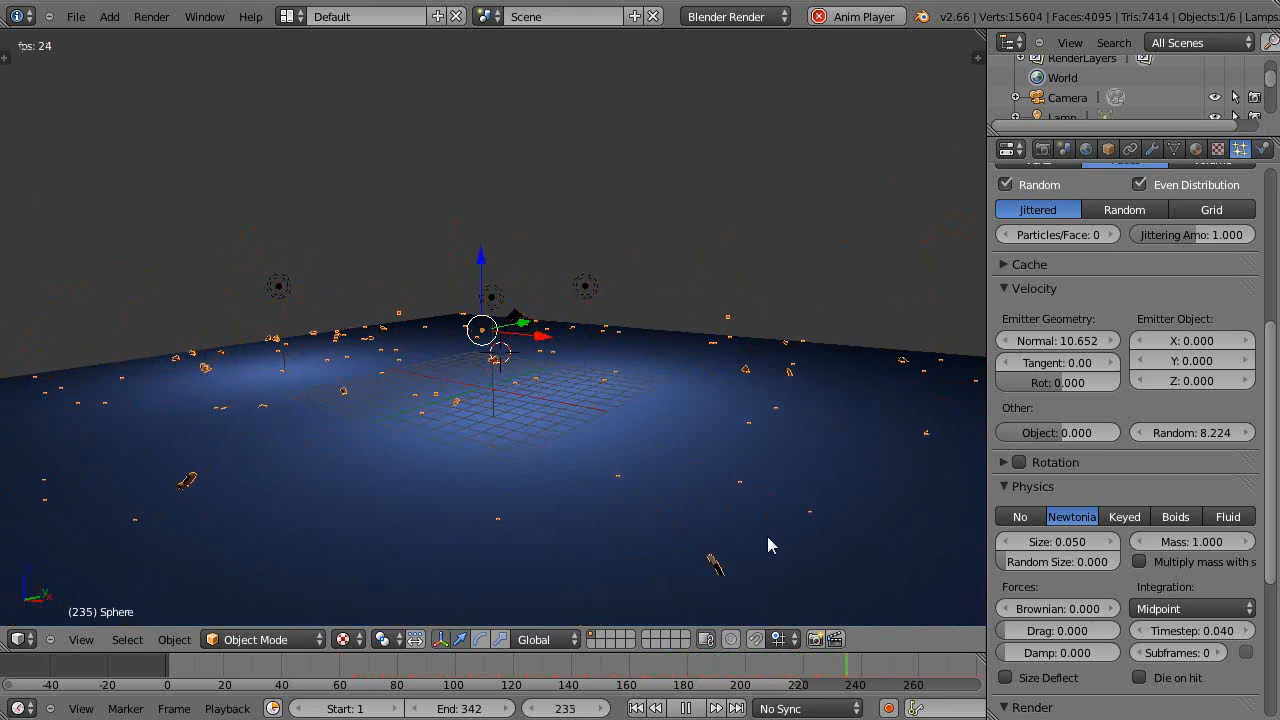 File Add Render Window Help Default Scene Blender Render Anim Player v2.66 | Verts:15604 | Faces:4095 | Tris:7414 | Objects:1/6 | Lamps
fps: 24
View Search All Scenes
RenderLayers
World
Camera
Lamp
Random Even Distribution
Jittered Random Grid
Particles/Face: 0 Jittering Amo: 1.000
Cache
Velocity
Emitter Geometry: Emitter Object:
Normal: 10.652 X: 0.000
Tangent: 0.00 Y: 0.000
Rot: 0.000 Z: 0.000
Other:
Object: 0.000 Random: 8.224
Rotation
Physics
No Newtonia Keyed Boids Fluid
Size: 0.050 Mass: 1.000
Random Size: 0.000 Multiply mass with s
Forces: Integration:
Brownian: 0.000 Midpoint
Drag: 0.000 Timestep: 0.040
Damp: 0.000 Subframes: 0
Size Deflect Die on hit
Render
(235) Sphere
View Select Object Object Mode Global
-40 -20 0 20 40 60 80 100 120 140 160 180 200 220 240 260
View Marker Frame Playback Start: 1 End: 342 235 No Sync